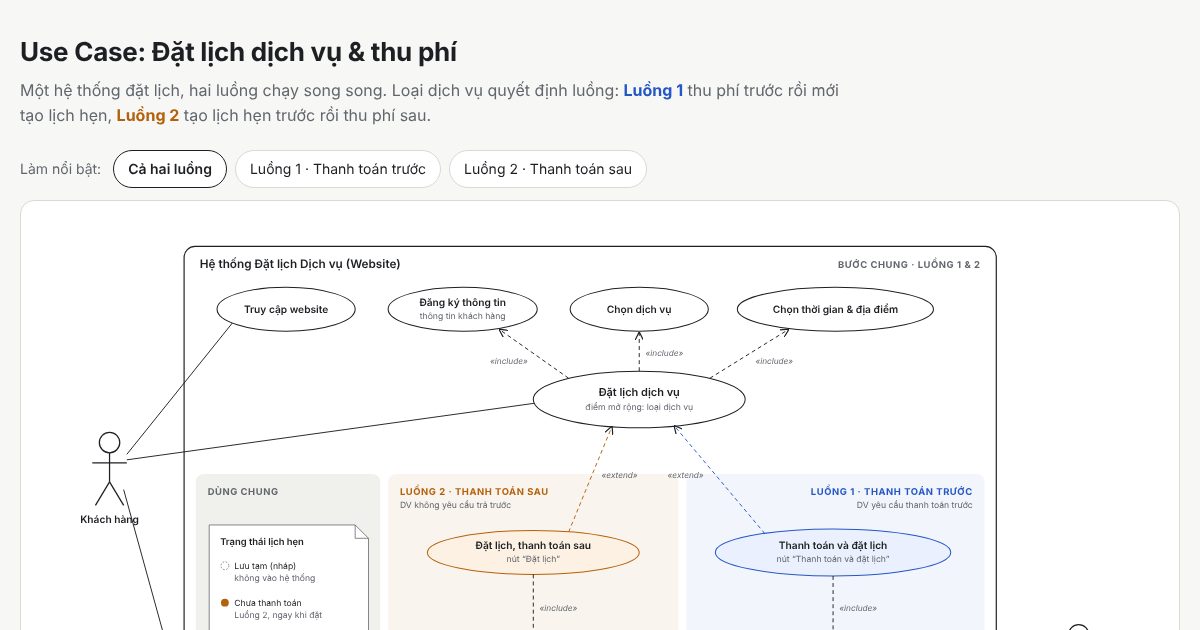 Use Case: Đặt lịch dịch vụ & thu phí
Một hệ thống đặt lịch, hai luồng chạy song song. Loại dịch vụ quyết định luồng: Luồng 1 thu phí trước rồi mới
tạo lịch hẹn, Luồng 2 tạo lịch hẹn trước rồi thu phí sau.
Làm nổi bật: Cả hai luồng Luồng 1 · Thanh toán trước Luồng 2 · Thanh toán sau
Hệ thống Đặt lịch Dịch vụ (Website)
BƯỚC CHUNG · LUỒNG 1 & 2
Truy cập website
Đăng ký thông tin
thông tin khách hàng
Chọn dịch vụ
Chọn thời gian & địa điểm
«include»
«include»
«include»
Đặt lịch dịch vụ
điểm mở rộng: loại dịch vụ
Khách hàng
«extend»
«extend»
DÙNG CHUNG
Trạng thái lịch hẹn
Lưu tạm (nháp)
không vào hệ thống
Chưa thanh toán
Luồng 2, ngay khi đặt
LUỒNG 2 · THANH TOÁN SAU
DV không yêu cầu trả trước
Đặt lịch, thanh toán sau
nút “Đặt lịch”
«include»
LUỒNG 1 · THANH TOÁN TRƯỚC
DV yêu cầu thanh toán trước
Thanh toán và đặt lịch
nút “Thanh toán và đặt lịch”
«include»